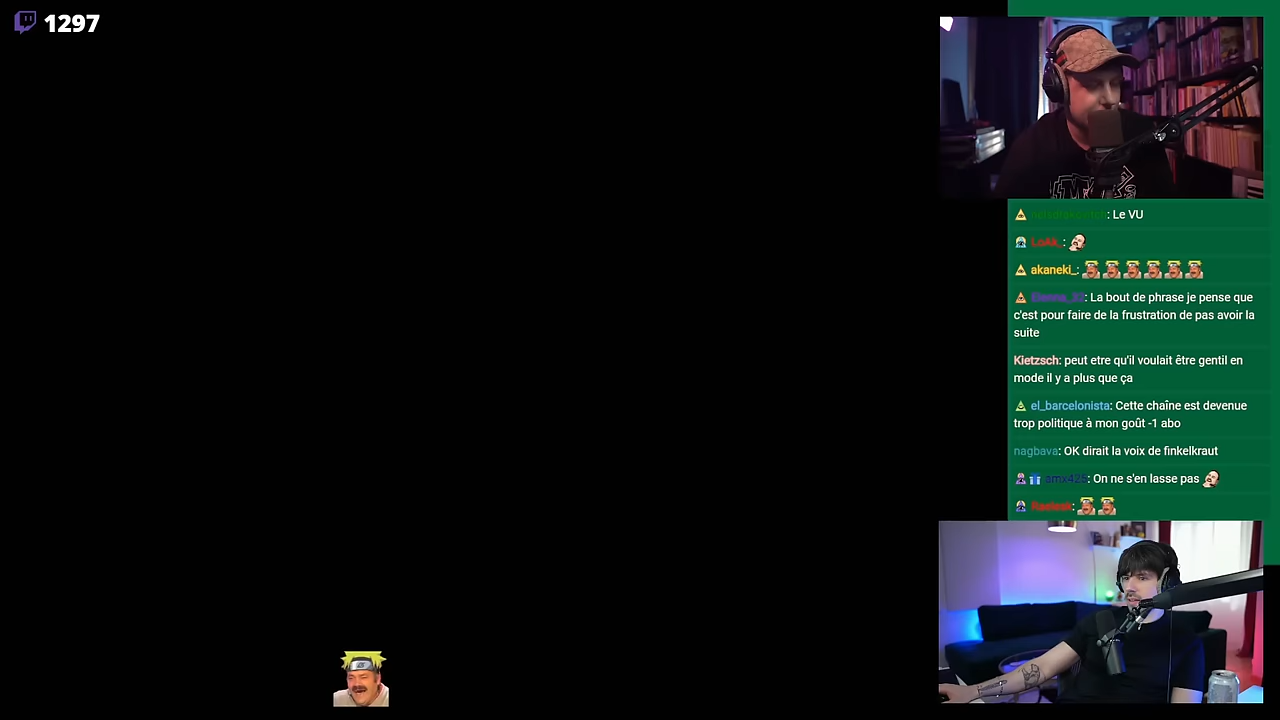 1297
: Le VU
LoAk_:
akaneki_:
: La bout de phrase je pense que
c'est pour faire de la frustration de pas avoir la
suite
Kietzsch: peut etre qu'il voulait être gentil en
mode il y a plus que ça
el_barcelonista: Cette chaîne est devenue
trop politique à mon goût -1 abo
nagbava: OK dirait la voix de finkelkraut
amx425: On ne s'en lasse pas